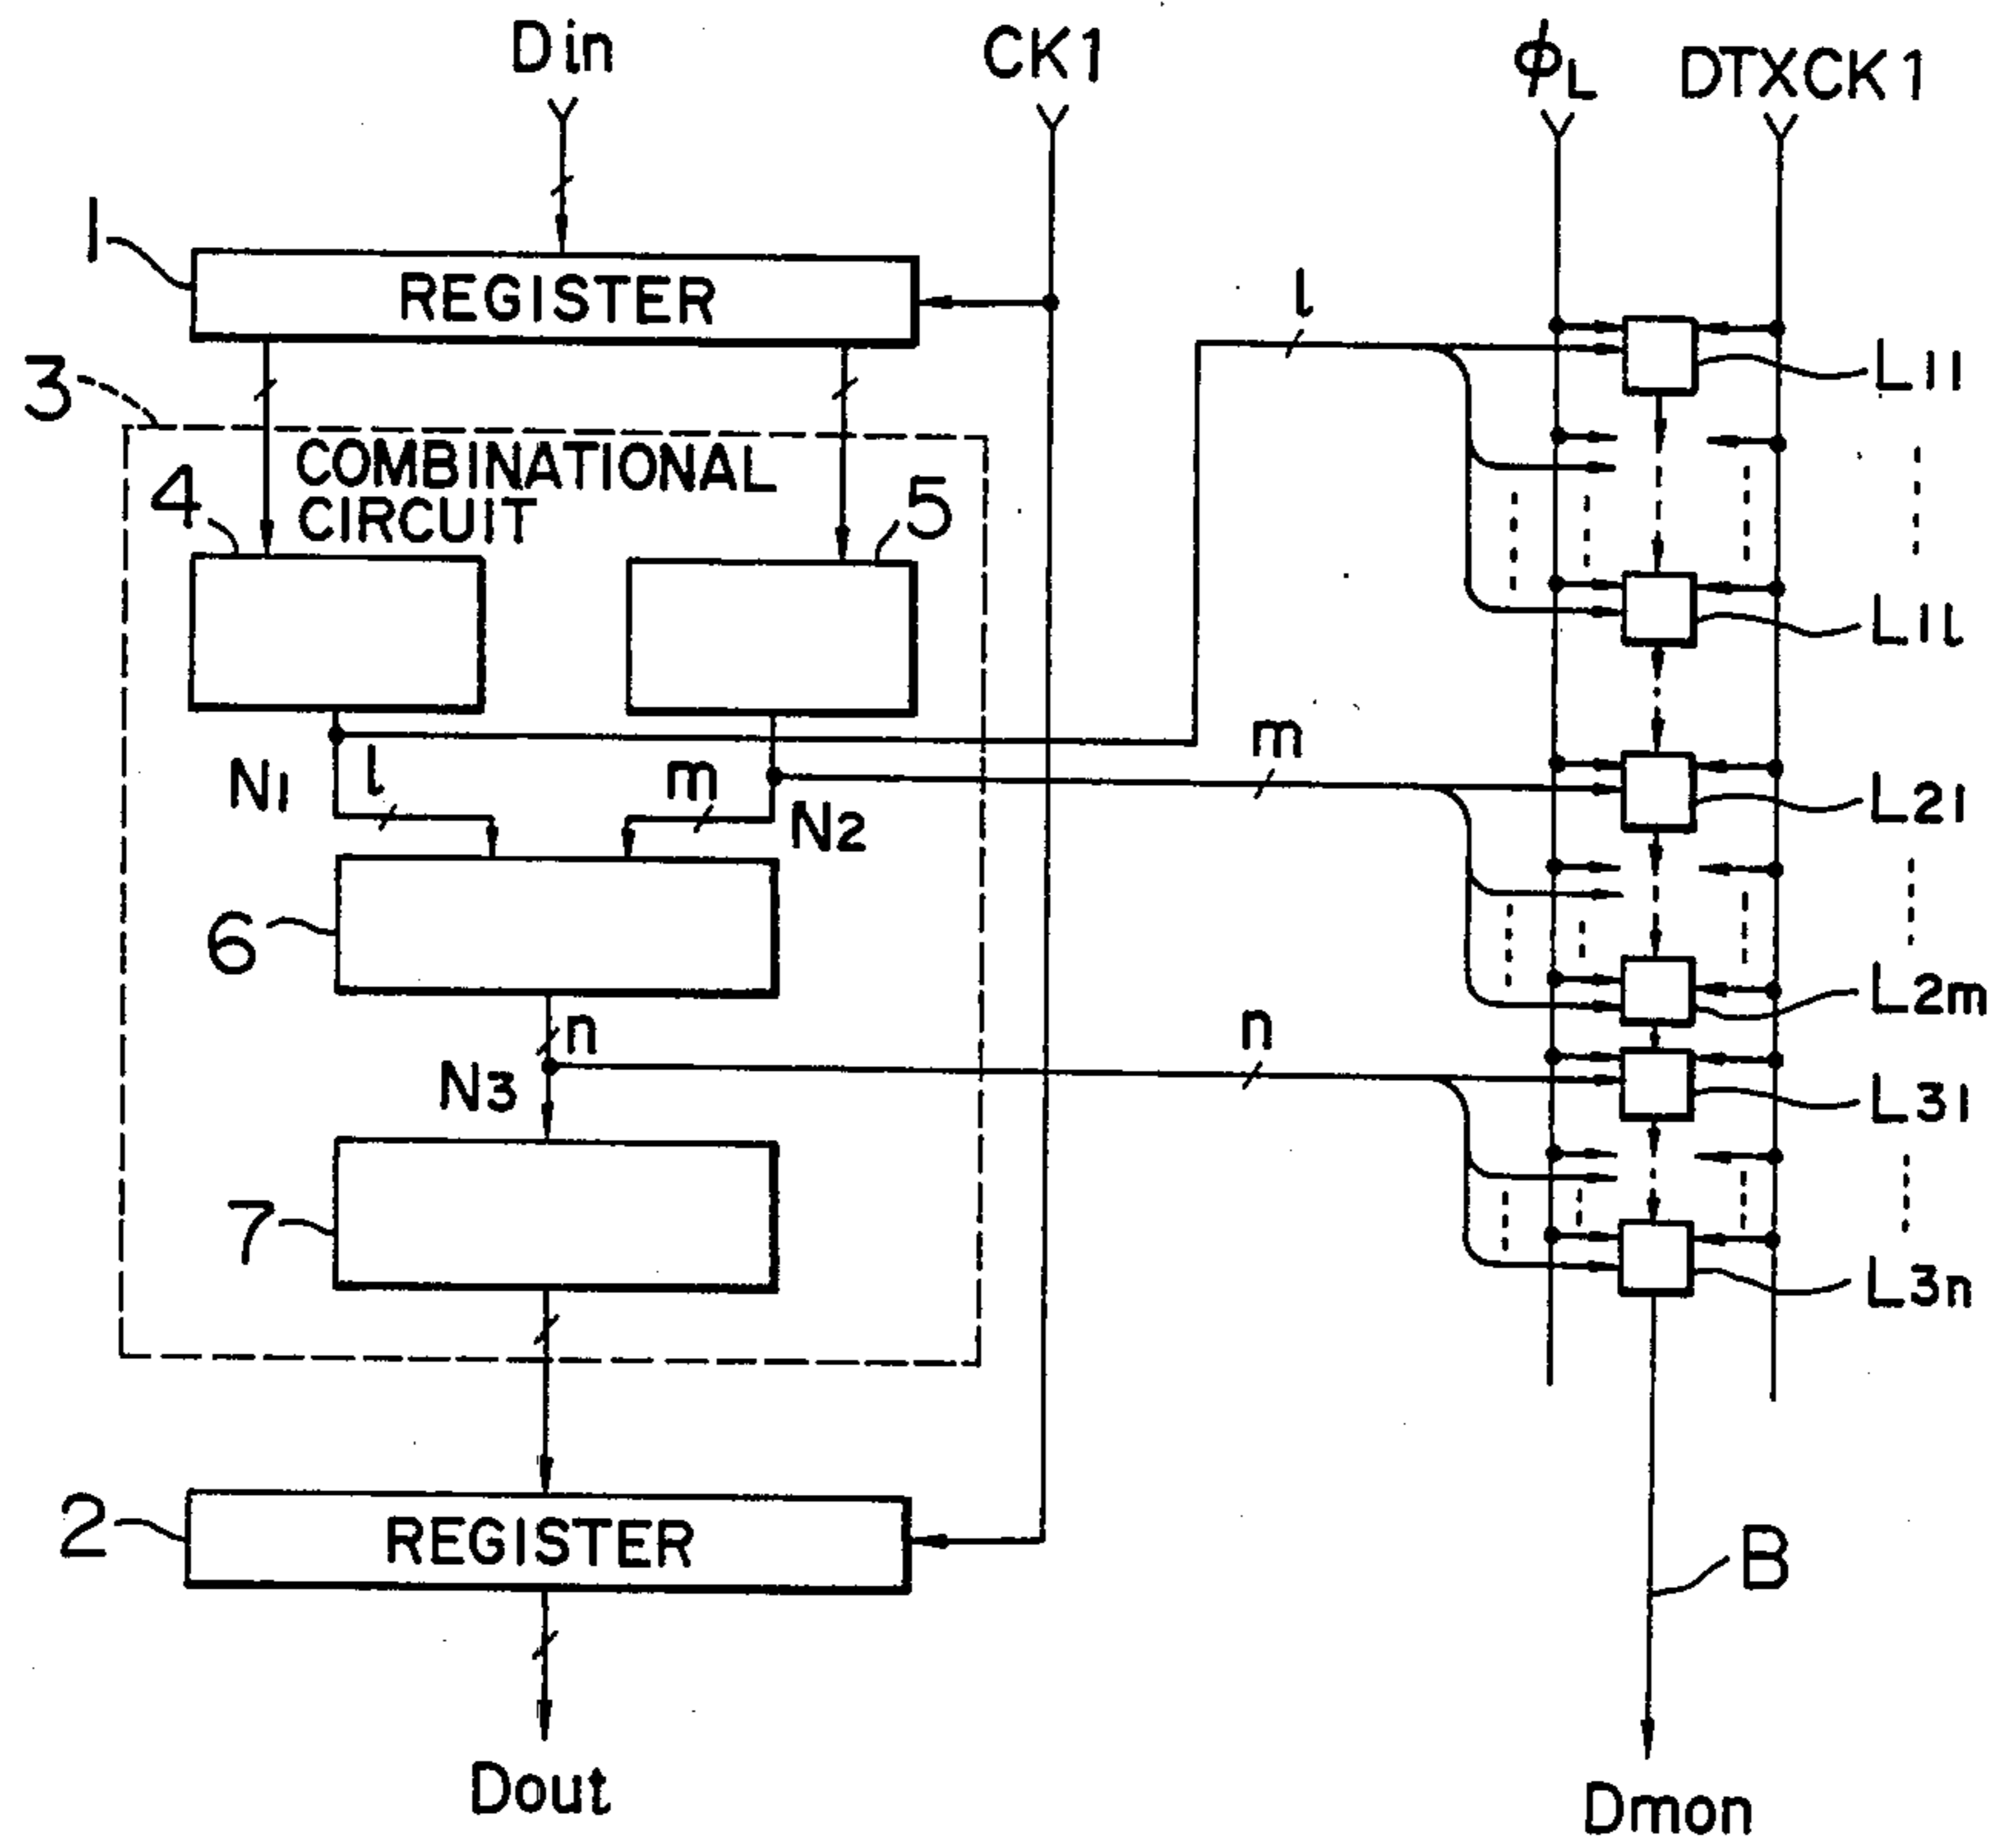 Din
CK1
ϕL
DTXCK1
1
REGISTER
l
L11
3
COMBINATIONAL
CIRCUIT
4
5
L1l
N1
l
m
N2
m
L21
6
n
N3
n
L2m
L31
7
L3n
2
REGISTER
B
Dout
Dmon